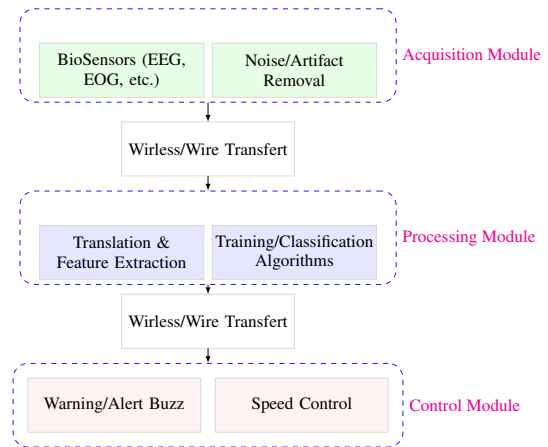 BioSensors (EEG,
EOG, etc.)
Noise/Artifact
Removal
Acquisition Module
Wirless/Wire Transfert
Translation &
Feature Extraction
Training/Classification
Algorithms
Processing Module
Wirless/Wire Transfert
Warning/Alert Buzz
Speed Control
Control Module